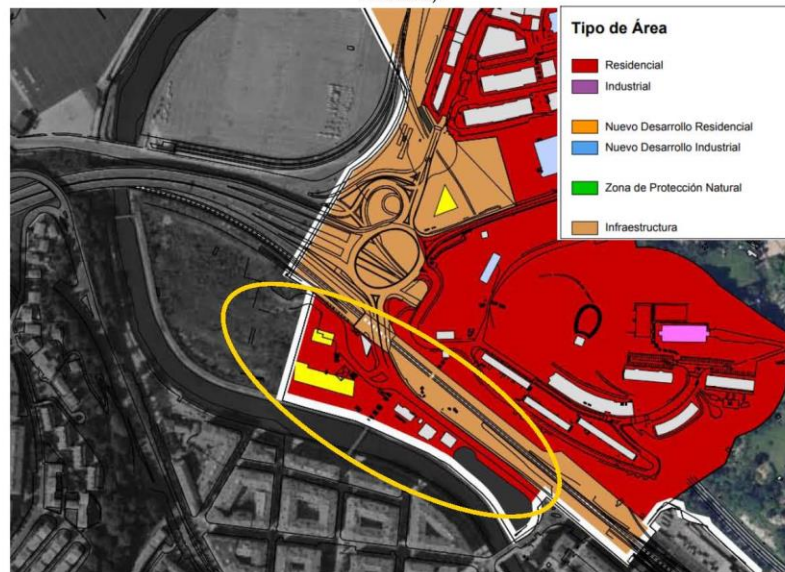 Tipo de Área
Residencial
Industrial
Nuevo Desarrollo Residencial
Nuevo Desarrollo Industrial
Zona de Protección Natural
Infraestructura